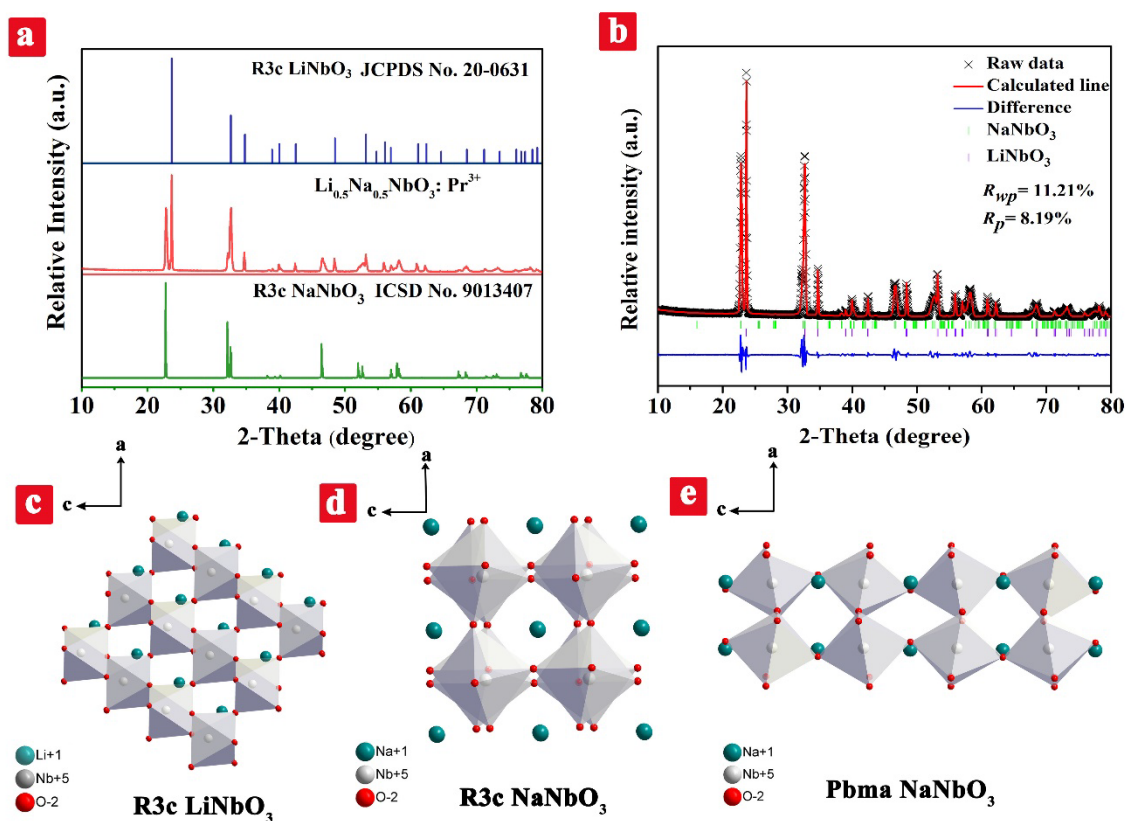 a
R3c LiNbO₃ JCPDS No. 20-0631
Li₀.₅Na₀.₅NbO₃: Pr³⁺
R3c NaNbO₃ ICSD No. 9013407
Relative Intensity (a.u.)
10 20 30 40 50 60 70 80
2-Theta (degree)
b
Raw data
Calculated line
Difference
NaNbO₃
LiNbO₃
Rwp= 11.21%
Rp= 8.19%
Relative intensity (a.u.)
10 20 30 40 50 60 70 80
2-Theta (degree)
c
a
c
Li+1
Nb+5
O-2
R3c LiNbO₃
d
a
c
Na+1
Nb+5
O-2
R3c NaNbO₃
e
a
c
Na+1
Nb+5
O-2
Pbma NaNbO₃